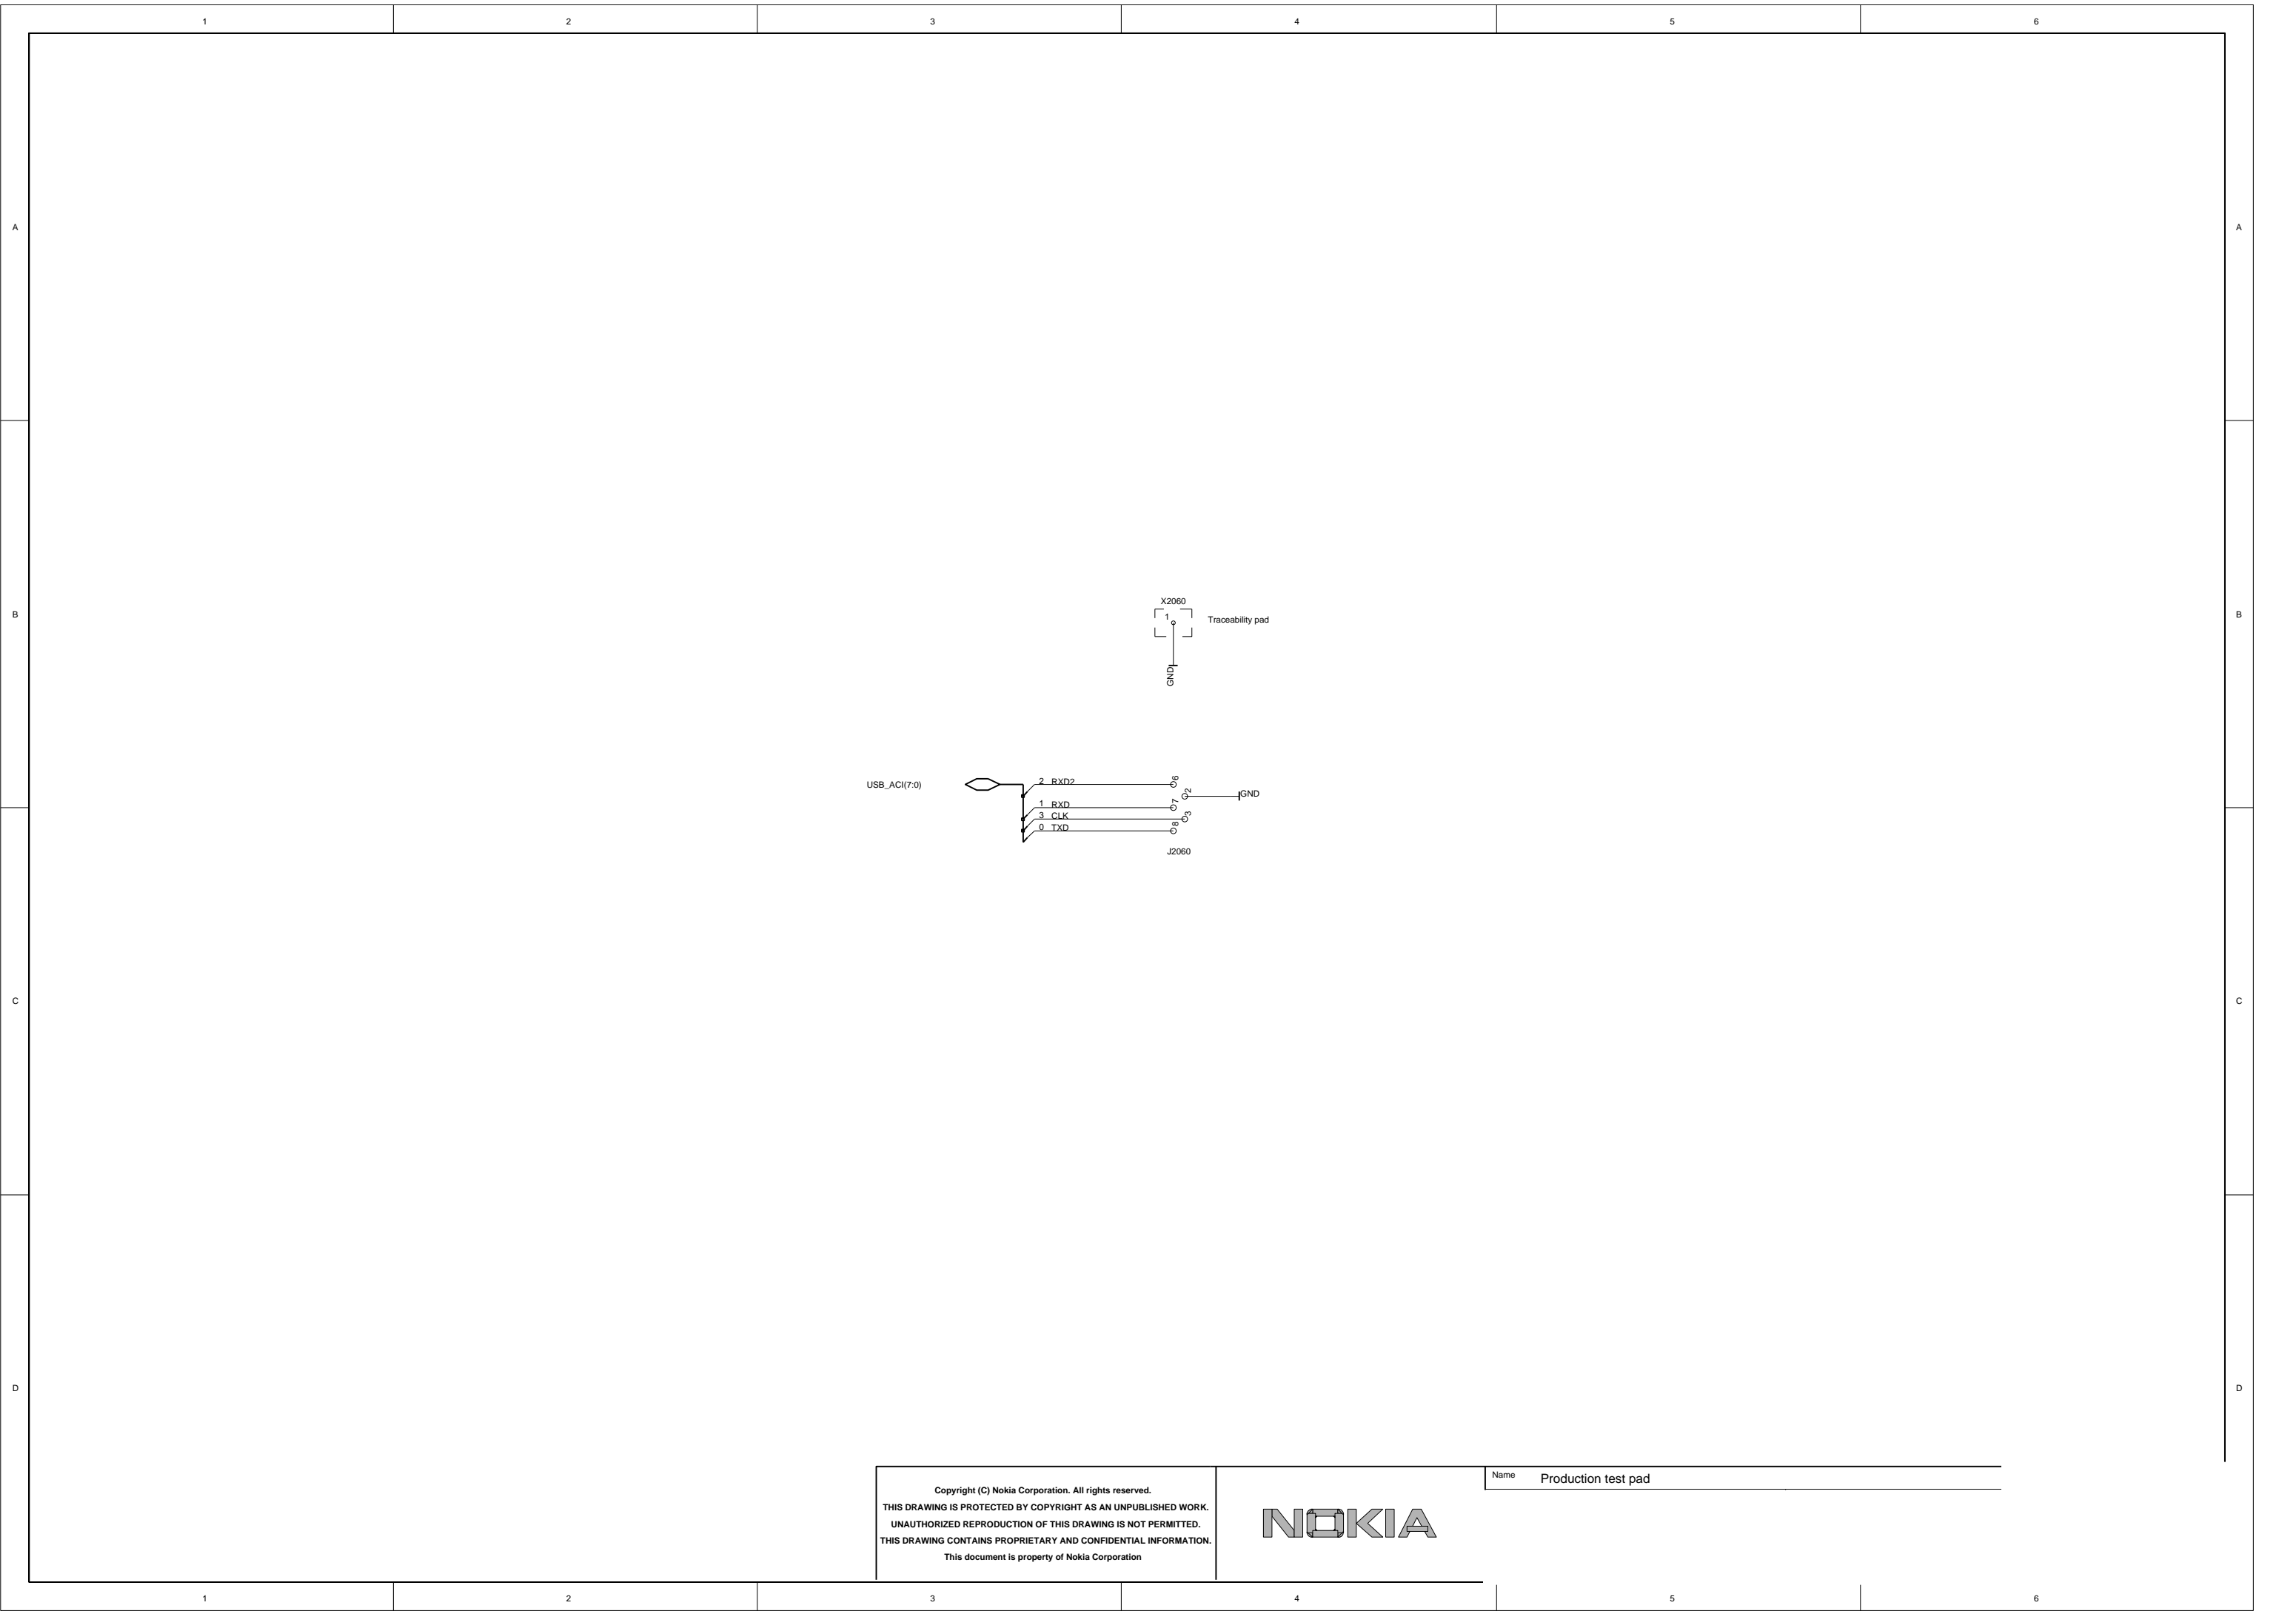 1 2 3 4 5 6
A A
B B
C C
D D
X2060
1
Traceability pad
GND
USB_ACI(7:0)
2 RXD2 6
2 GND
1 RXD 7
3 CLK 3
0 TXD 8
J2060
Copyright (C) Nokia Corporation. All rights reserved.
THIS DRAWING IS PROTECTED BY COPYRIGHT AS AN UNPUBLISHED WORK.
UNAUTHORIZED REPRODUCTION OF THIS DRAWING IS NOT PERMITTED.
THIS DRAWING CONTAINS PROPRIETARY AND CONFIDENTIAL INFORMATION.
This document is property of Nokia Corporation
NOKIA
Name Production test pad
1 2 3 4 5 6